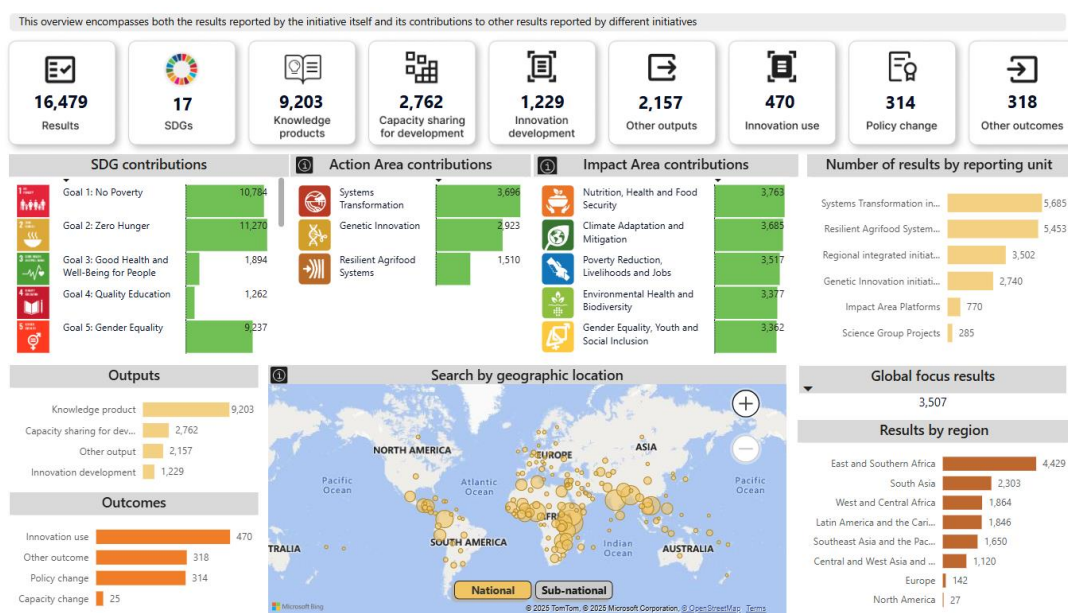 This overview encompasses both the results reported by the initiative itself and its contributions to other results reported by different initiatives
16,479
Results
17
SDGs
9,203
Knowledge
products
2,762
Capacity sharing
for development
1,229
Innovation
development
2,157
Other outputs
470
Innovation use
314
Policy change
318
Other outcomes
SDG contributions
Goal 1: No Poverty
10,784
Goal 2: Zero Hunger
11,270
Goal 3: Good Health and
Well-Being for People
1,894
Goal 4: Quality Education
1,262
Goal 5: Gender Equality
9,237
Action Area contributions
Systems
Transformation
3,696
Genetic Innovation
2,923
Resilient Agrifood
Systems
1,510
Impact Area contributions
Nutrition, Health and Food
Security
3,763
Climate Adaptation and
Mitigation
3,685
Poverty Reduction,
Livelihoods and Jobs
3,517
Environmental Health and
Biodiversity
3,377
Gender Equality, Youth and
Social Inclusion
3,362
Number of results by reporting unit
Systems Transformation in... 5,685
Resilient Agrifood System... 5,453
Regional integrated initiat... 3,502
Genetic Innovation initiati... 2,740
Impact Area Platforms 770
Science Group Projects 285
Outputs
Knowledge product 9,203
Capacity sharing for dev... 2,762
Other output 2,157
Innovation development 1,229
Outcomes
Innovation use 470
Other outcome 318
Policy change 314
Capacity change 25
Search by geographic location
NORTH AMERICA
EUROPE
ASIA
Pacific
Ocean
Atlantic
Ocean
Pacific
Ocean
AFRI
SOUTH AMERICA
Indian
Ocean
TRALIA
AUSTRALIA
National
Sub-national
Microsoft Bing
© 2025 TomTom, © 2025 Microsoft Corporation, © OpenStreetMap Terms
Global focus results
3,507
Results by region
East and Southern Africa 4,429
South Asia 2,303
West and Central Africa 1,864
Latin America and the Cari... 1,846
Southeast Asia and the Pac... 1,650
Central and West Asia and ... 1,120
Europe 142
North America 27